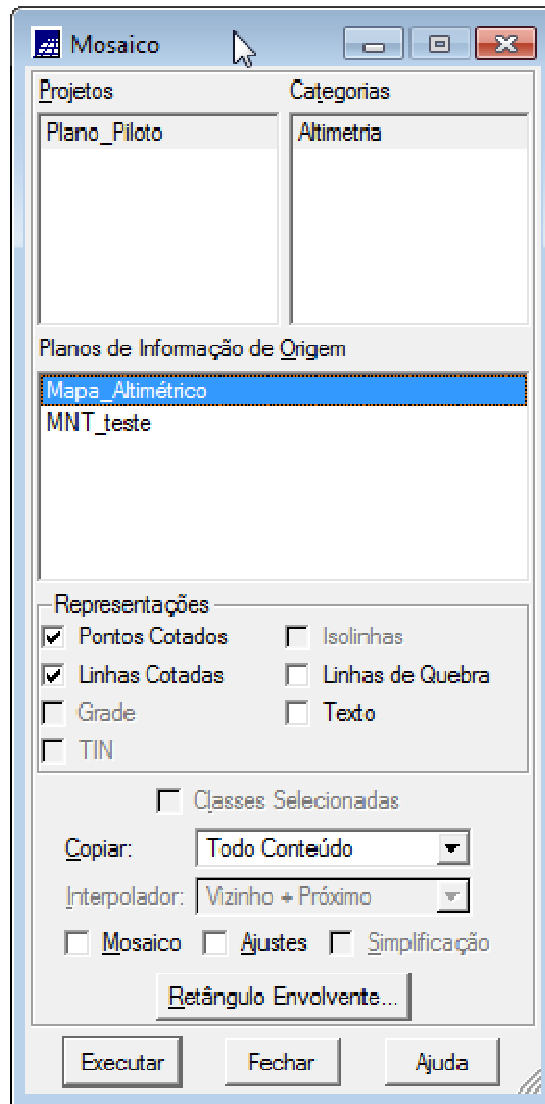 Mosaico
Projetos Categorias
Plano_Piloto Altimetria
Planos de Informação de Origem
Mapa_Altimétrico
MNT_teste
Representações
Pontos Cotados Isolinhas
Linhas Cotadas Linhas de Quebra
Grade Texto
TIN
Classes Selecionadas
Copiar: Todo Conteúdo
Interpolador: Vizinho + Próximo
Mosaico Ajustes Simplificação
Retângulo Envolvente...
Executar Fechar Ajuda